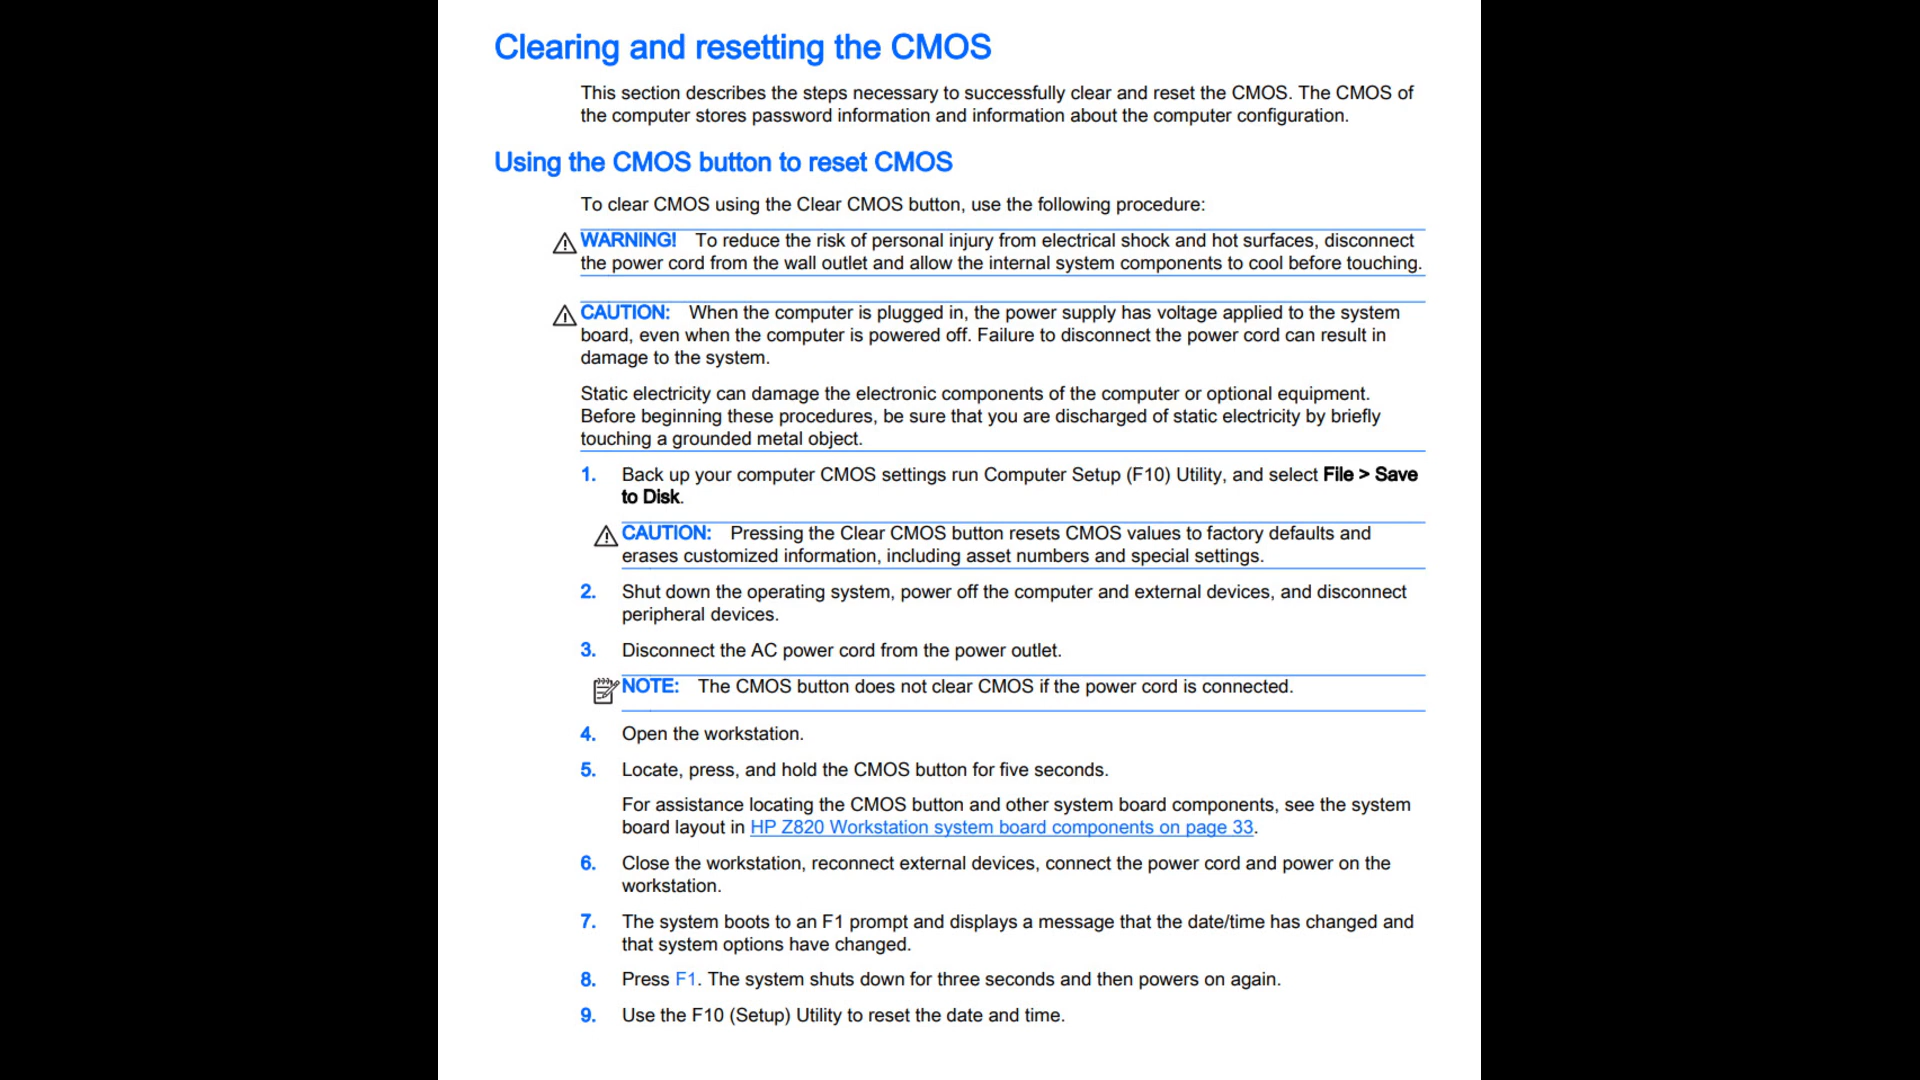 Clearing and resetting the CMOS
This section describes the steps necessary to successfully clear and reset the CMOS. The CMOS of
the computer stores password information and information about the computer configuration.
Using the CMOS button to reset CMOS
To clear CMOS using the Clear CMOS button, use the following procedure:
WARNING! To reduce the risk of personal injury from electrical shock and hot surfaces, disconnect
the power cord from the wall outlet and allow the internal system components to cool before touching.
CAUTION: When the computer is plugged in, the power supply has voltage applied to the system
board, even when the computer is powered off. Failure to disconnect the power cord can result in
damage to the system.
Static electricity can damage the electronic components of the computer or optional equipment.
Before beginning these procedures, be sure that you are discharged of static electricity by briefly
touching a grounded metal object.
1. Back up your computer CMOS settings run Computer Setup (F10) Utility, and select File > Save
to Disk.
CAUTION: Pressing the Clear CMOS button resets CMOS values to factory defaults and
erases customized information, including asset numbers and special settings.
2. Shut down the operating system, power off the computer and external devices, and disconnect
peripheral devices.
3. Disconnect the AC power cord from the power outlet.
NOTE: The CMOS button does not clear CMOS if the power cord is connected.
4. Open the workstation.
5. Locate, press, and hold the CMOS button for five seconds.
For assistance locating the CMOS button and other system board components, see the system
board layout in HP Z820 Workstation system board components on page 33.
6. Close the workstation, reconnect external devices, connect the power cord and power on the
workstation.
7. The system boots to an F1 prompt and displays a message that the date/time has changed and
that system options have changed.
8. Press F1. The system shuts down for three seconds and then powers on again.
9. Use the F10 (Setup) Utility to reset the date and time.